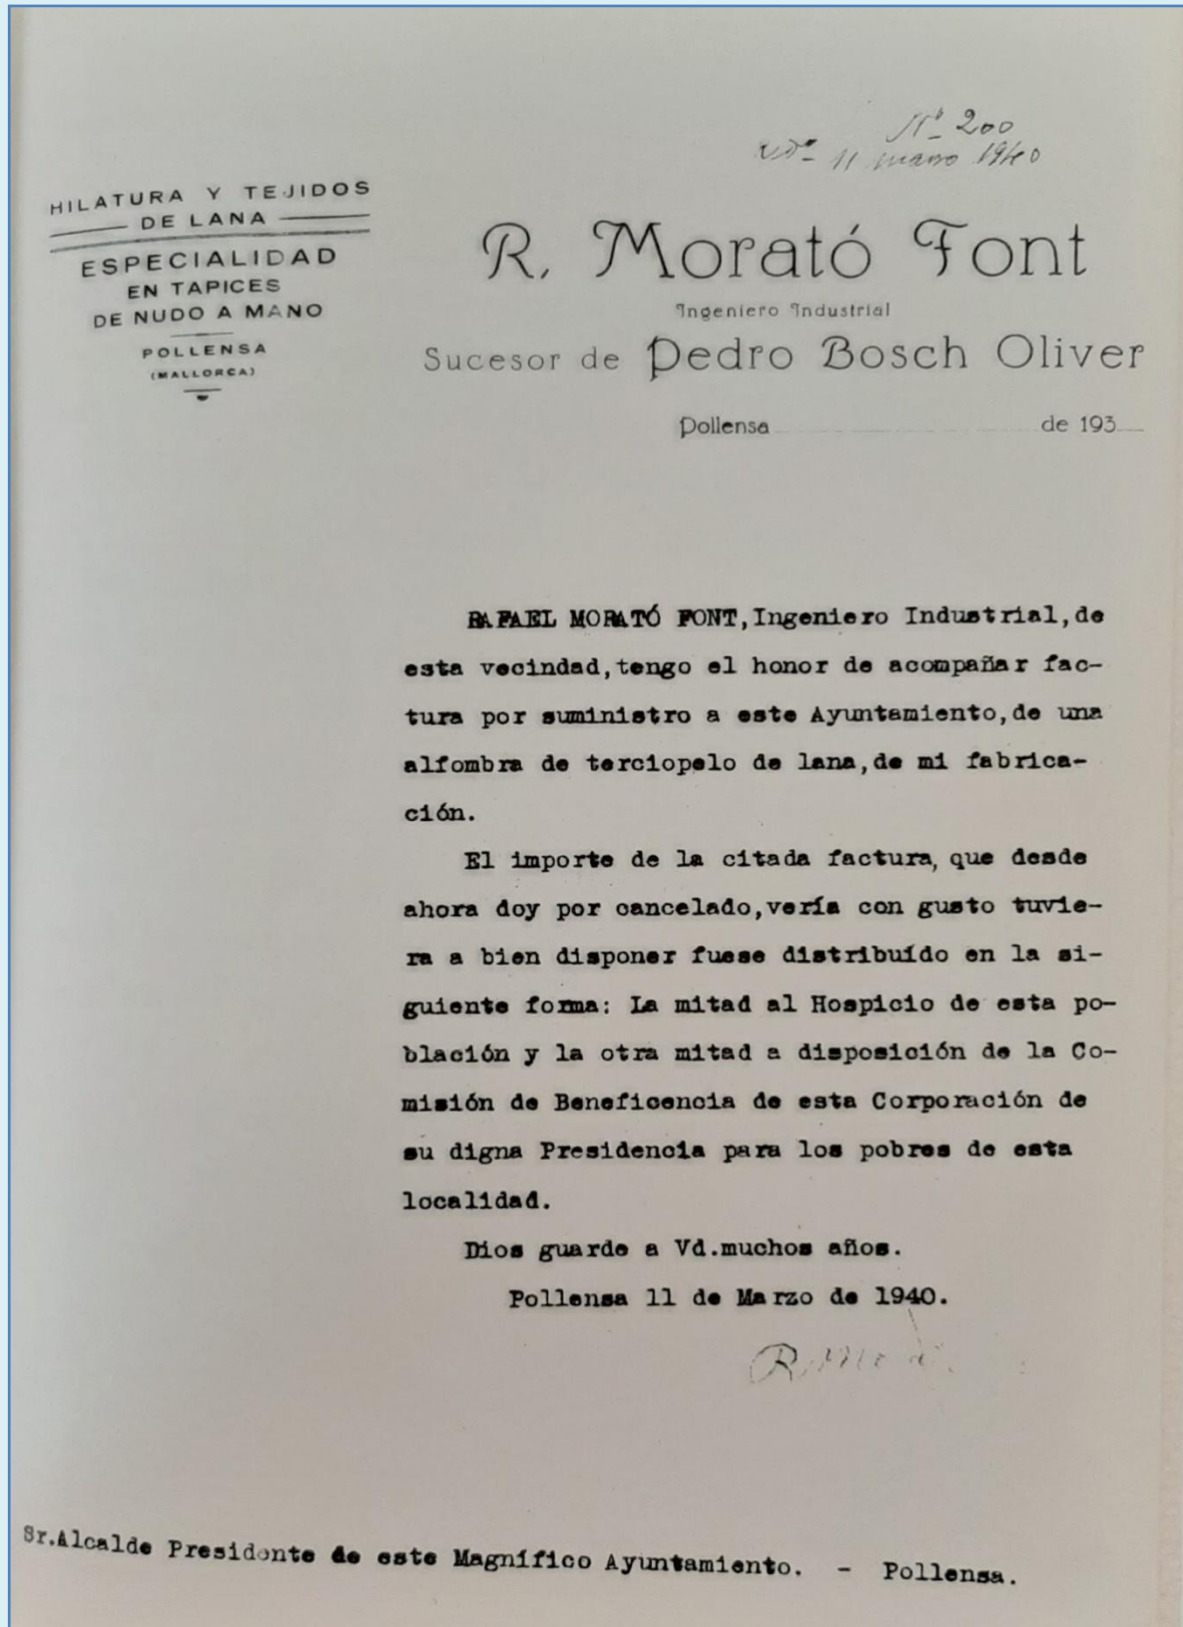 Nº 200
11 marzo 1940
HILATURA Y TEJIDOS
DE LANA
ESPECIALIDAD
EN TAPICES
DE NUDO A MANO
POLLENSA
(MALLORCA)
R. Morató Font
Ingeniero Industrial
Sucesor de Pedro Bosch Oliver
Pollensa de 193
RAFAEL MORATÓ FONT, Ingeniero Industrial, de
esta vecindad, tengo el honor de acompañar fac-
tura por suministro a este Ayuntamiento, de una
alfombra de terciopelo de lana, de mi fabrica-
ción.
El importe de la citada factura, que desde
ahora doy por cancelado, vería con gusto tuvie-
ra a bien disponer fuese distribuído en la si-
guiente forma: La mitad al Hospicio de esta po-
blación y la otra mitad a disposición de la Co-
misión de Beneficencia de esta Corporación de
su digna Presidencia para los pobres de esta
localidad.
Dios guarde a Vd. muchos años.
Pollensa 11 de Marzo de 1940.
Sr. Alcalde Presidente de este Magnífico Ayuntamiento. - Pollensa.